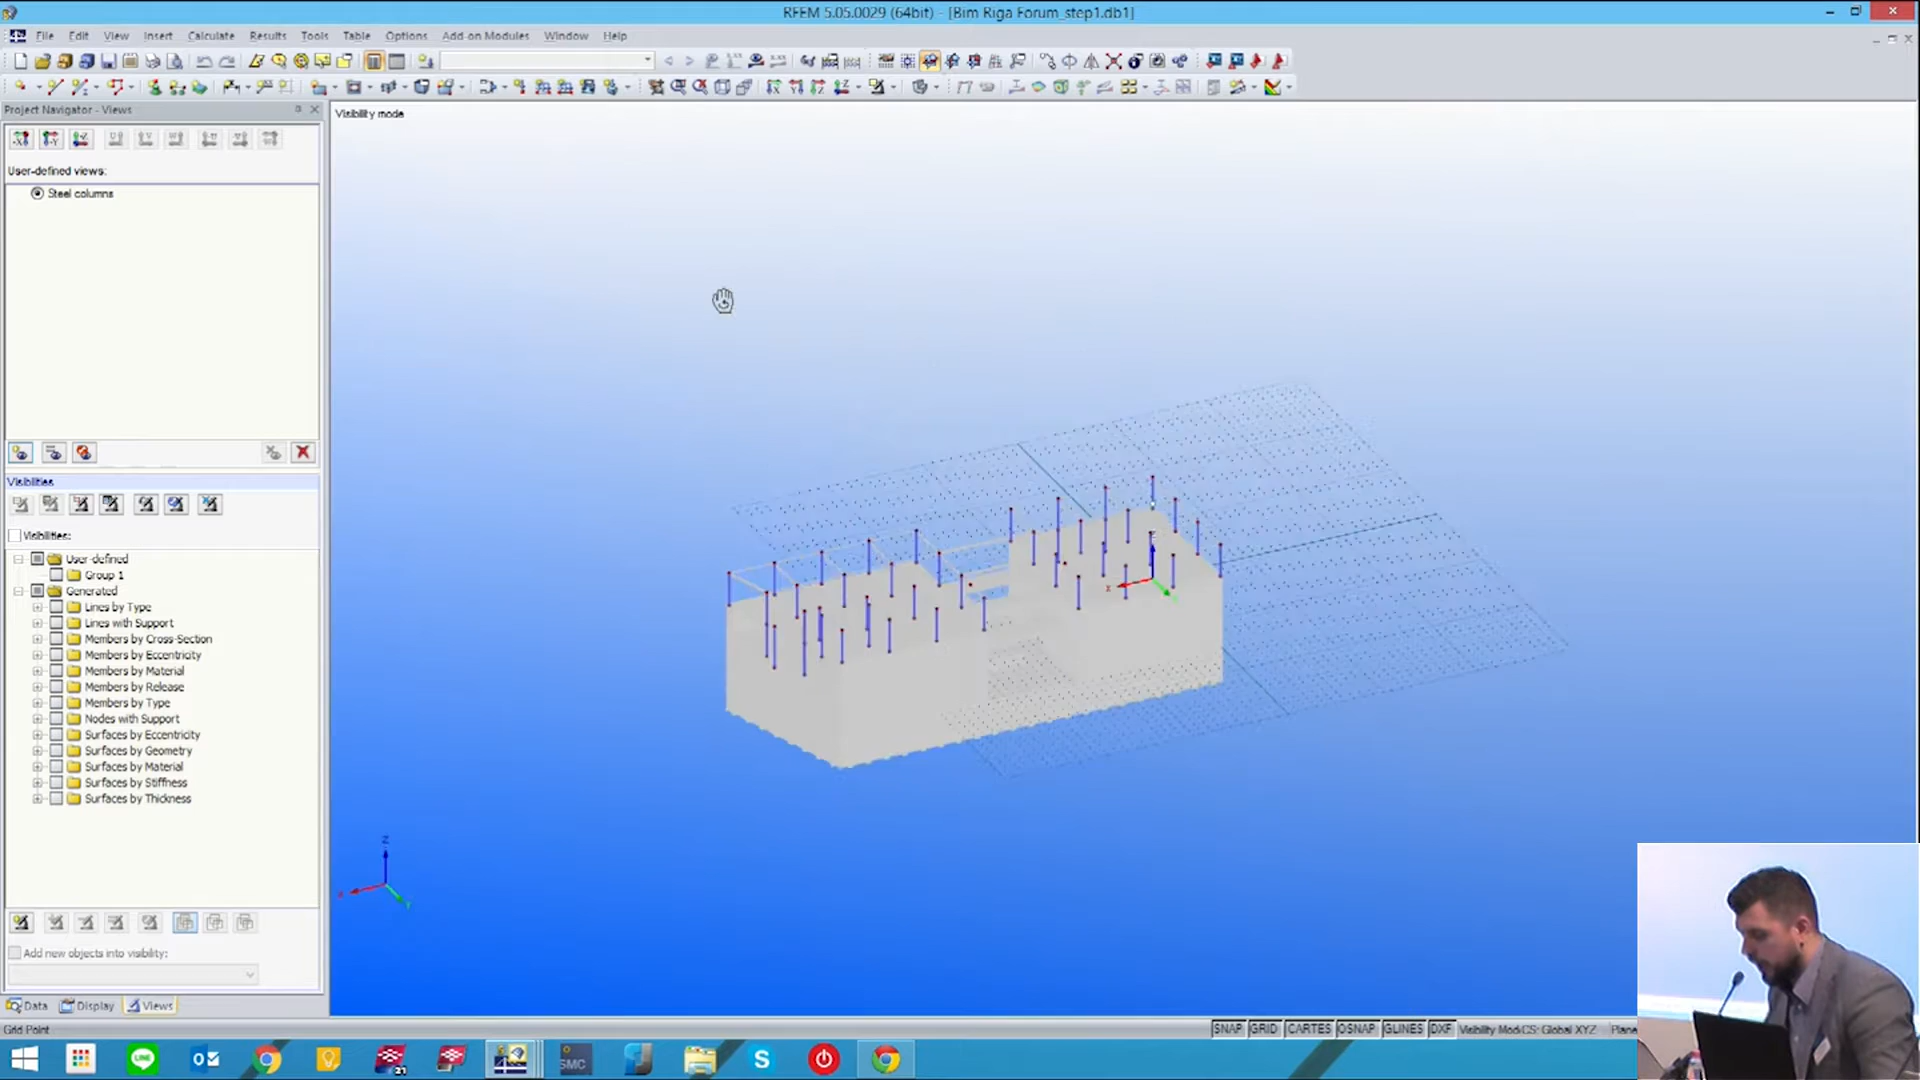 RFEM 5.05.0029 (64bit) - [Bim Riga Forum_step1.db1]
File Edit View Insert Calculate Results Tools Table Options Add-on Modules Window Help
Project Navigator - Views
Visibility mode
User-defined views:
Steel columns
Visibilities
Visibilities:
User-defined
Group 1
Generated
Lines by Type
Lines with Support
Members by Cross-Section
Members by Eccentricity
Members by Material
Members by Release
Members by Type
Nodes with Support
Surfaces by Eccentricity
Surfaces by Geometry
Surfaces by Material
Surfaces by Stiffness
Surfaces by Thickness
Z
Add new objects into visibility:
Data Display Views
Grid Point
SNAP GRID CARTES OSNAP GLINES DXF Visibility Mod CS: Global XYZ Plane
LINE
21
SMC